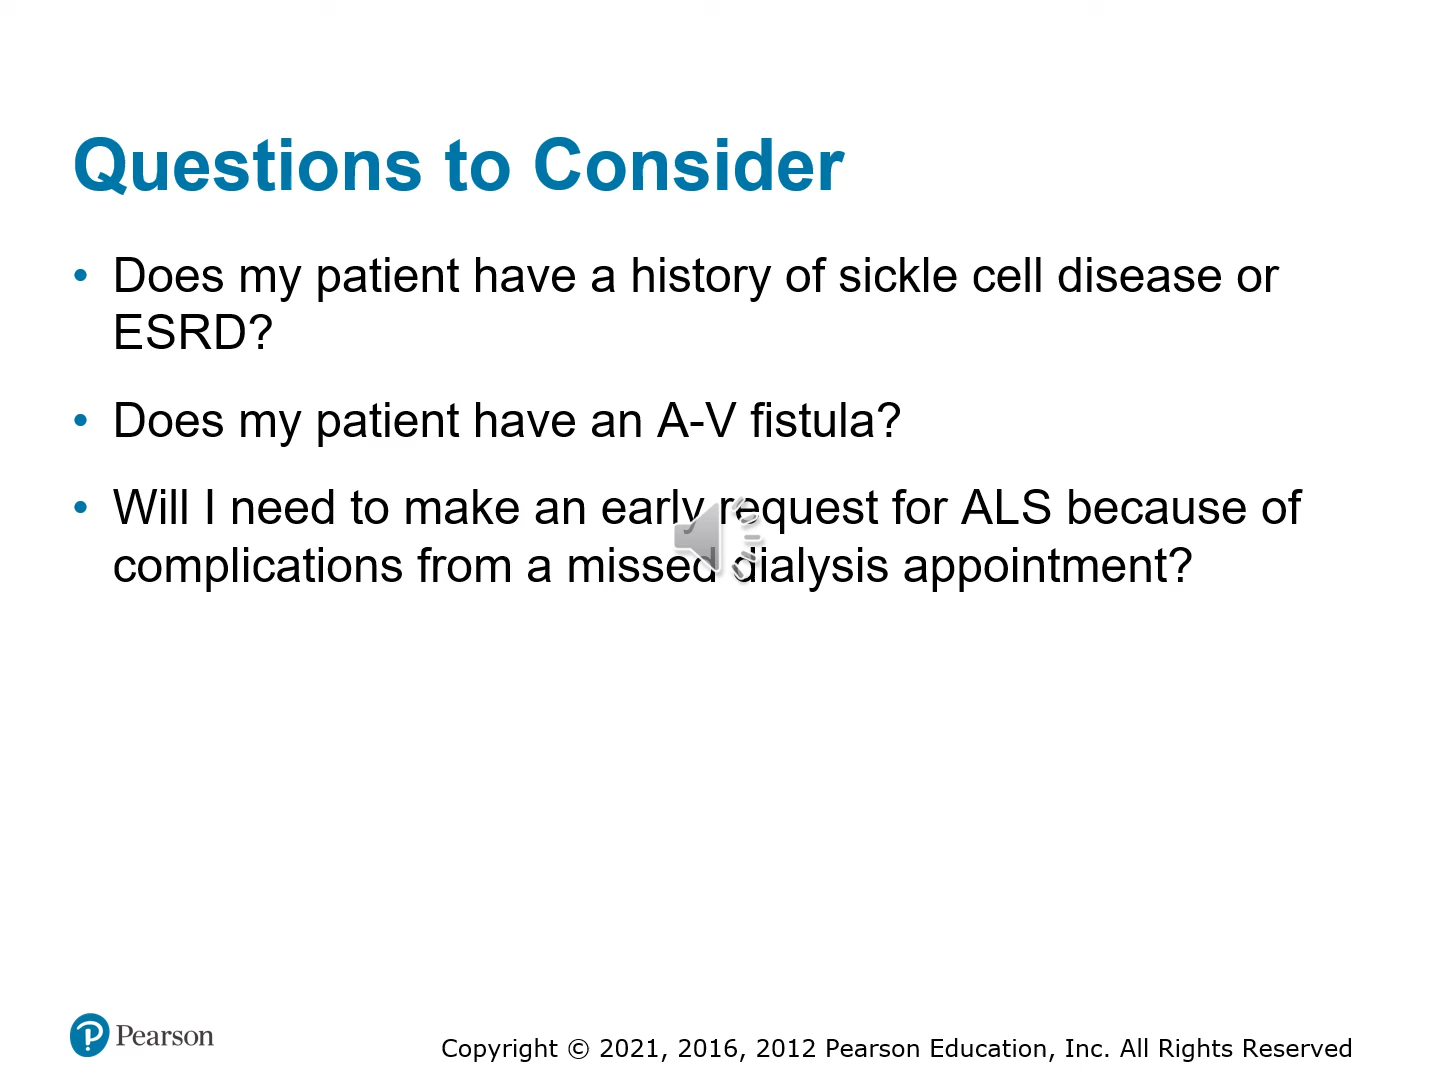 Questions to Consider
• Does my patient have a history of sickle cell disease or
ESRD?
• Does my patient have an A-V fistula?
• Will I need to make an early request for ALS because of
complications from a missed dialysis appointment?
Pearson
Copyright © 2021, 2016, 2012 Pearson Education, Inc. All Rights Reserved